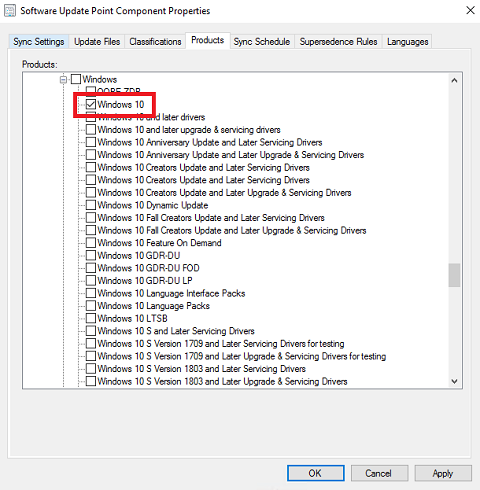 Software Update Point Component Properties
Sync Settings Update Files Classifications Products Sync Schedule Supersedence Rules Languages
Products:
Windows
Windows 10
Windows 10 and later drivers
Windows 10 and later upgrade & servicing drivers
Windows 10 Anniversary Update and Later Servicing Drivers
Windows 10 Anniversary Update and Later Upgrade & Servicing Drivers
Windows 10 Creators Update and Later Servicing Drivers
Windows 10 Creators Update and Later Servicing Drivers
Windows 10 Creators Update and Later Upgrade & Servicing Drivers
Windows 10 Dynamic Update
Windows 10 Fall Creators Update and Later Servicing Drivers
Windows 10 Fall Creators Update and Later Upgrade & Servicing Drivers
Windows 10 Feature On Demand
Windows 10 GDR-DU
Windows 10 GDR-DU FOD
Windows 10 GDR-DU LP
Windows 10 Language Interface Packs
Windows 10 Language Packs
Windows 10 LTSB
Windows 10 S and Later Servicing Drivers
Windows 10 S Version 1709 and Later Servicing Drivers for testing
Windows 10 S Version 1709 and Later Upgrade & Servicing Drivers for testing
Windows 10 S Version 1803 and Later Servicing Drivers
Windows 10 S Version 1803 and Later Upgrade & Servicing Drivers
OK Cancel Apply